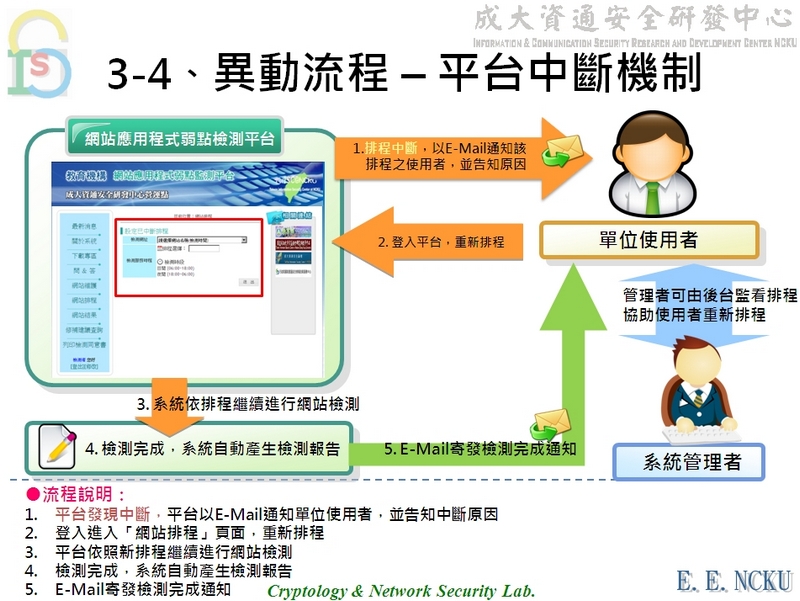 成大資通安全研發中心
INFORMATION & COMMUNICATION SECURITY RESEARCH AND DEVELOPMENT CENTER NCKU
3-4、異動流程 – 平台中斷機制
網站應用程式弱點檢測平台
教育機構 網站應用程式弱點監測平台
成大資通安全研發中心營運點
最新消息
關於系統
下載專區
問 & 答
網站維護
網站排程
網站結果
修補建議查詢
列印檢測同意書
相關連結
設定已中斷排程
1.排程中斷，以E-Mail通知該
排程之使用者，並告知原因
單位使用者
2. 登入平台，重新排程
管理者可由後台監看排程
協助使用者重新排程
3. 系統依排程繼續進行網站檢測
4. 檢測完成，系統自動產生檢測報告
5. E-Mail寄發檢測完成通知
系統管理者
●流程說明：
1. 平台發現中斷，平台以E-Mail通知單位使用者，並告知中斷原因
2. 登入進入「網站排程」頁面，重新排程
3. 平台依照新排程繼續進行網站檢測
4. 檢測完成，系統自動產生檢測報告
5. E-Mail寄發檢測完成通知
Cryptology & Network Security Lab.
E. E. NCKU